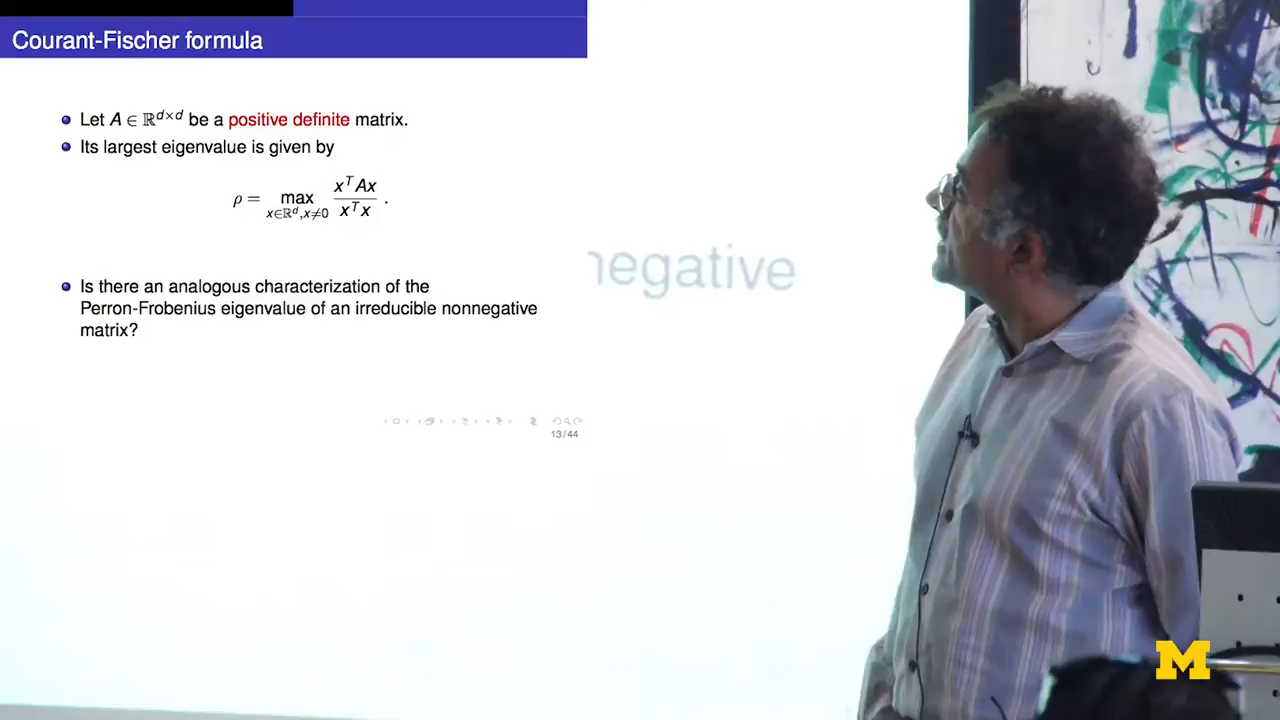 Courant-Fischer formula
Let A ∈ ℝ^{d×d} be a positive definite matrix.
Its largest eigenvalue is given by
ρ = max_{x∈ℝ^d, x≠0} \frac{x^T Ax}{x^T x} .
Is there an analogous characterization of the
Perron-Frobenius eigenvalue of an irreducible nonnegative
matrix?
13/44
negative
M